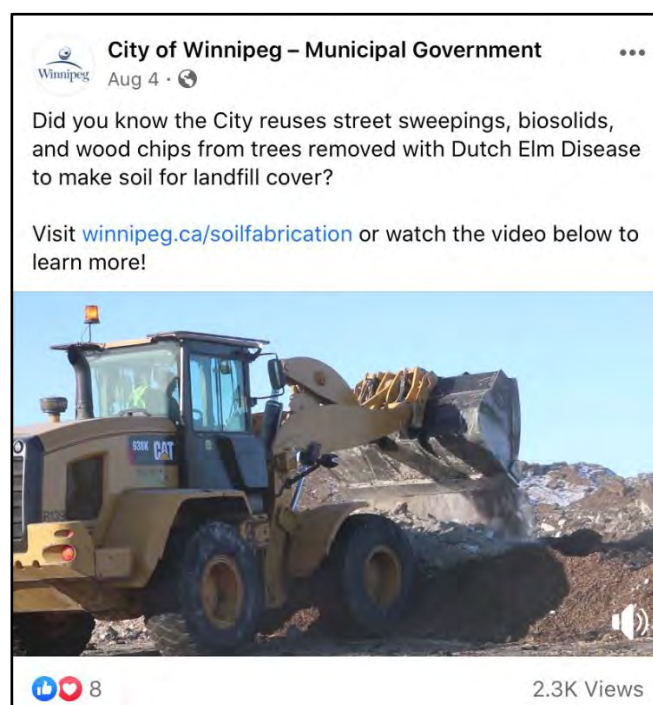 City of Winnipeg – Municipal Government
Winnipeg
Aug 4 ·
Did you know the City reuses street sweepings, biosolids,
and wood chips from trees removed with Dutch Elm Disease
to make soil for landfill cover?
Visit winnipeg.ca/soilfabrication or watch the video below to
learn more!
938K CAT
8
2.3K Views